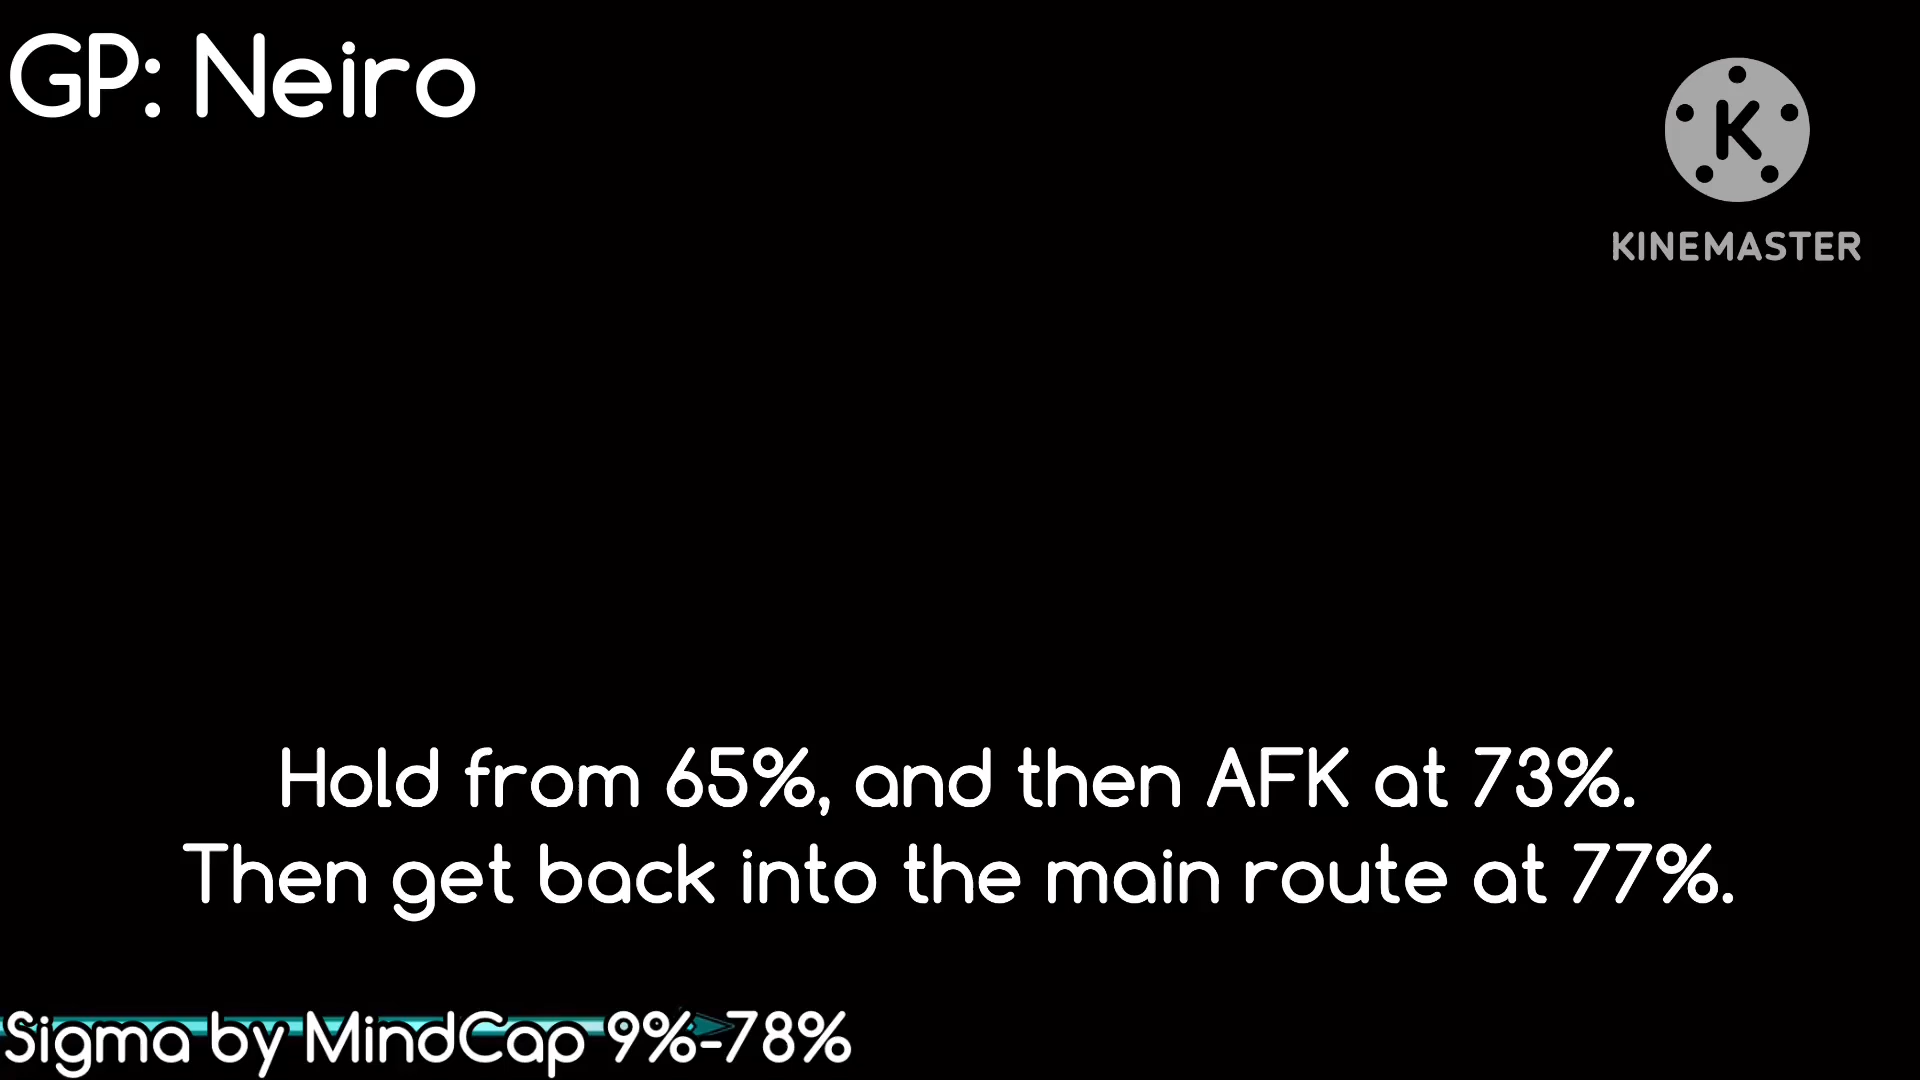 GP: Neiro
K
KINEMASTER
Hold from 65%, and then AFK at 73%.
Then get back into the main route at 77%.
Sigma by MindCap 9%-78%